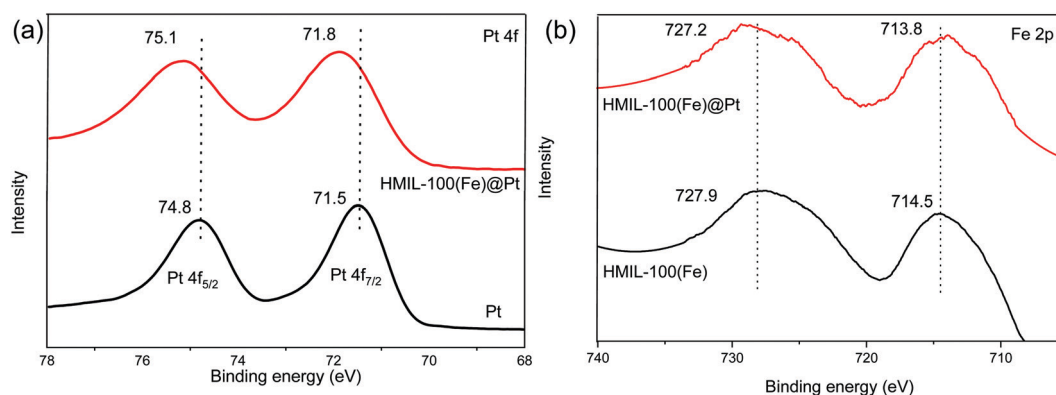 (a)
75.1
71.8
Pt 4f
HMIL-100(Fe)@Pt
74.8
71.5
Pt 4f5/2
Pt 4f7/2
Pt
Intensity
78 76 74 72 70 68
Binding energy (eV)
(b)
727.2
713.8
Fe 2p
HMIL-100(Fe)@Pt
727.9
714.5
HMIL-100(Fe)
Intensity
740 730 720 710
Binding energy (eV)